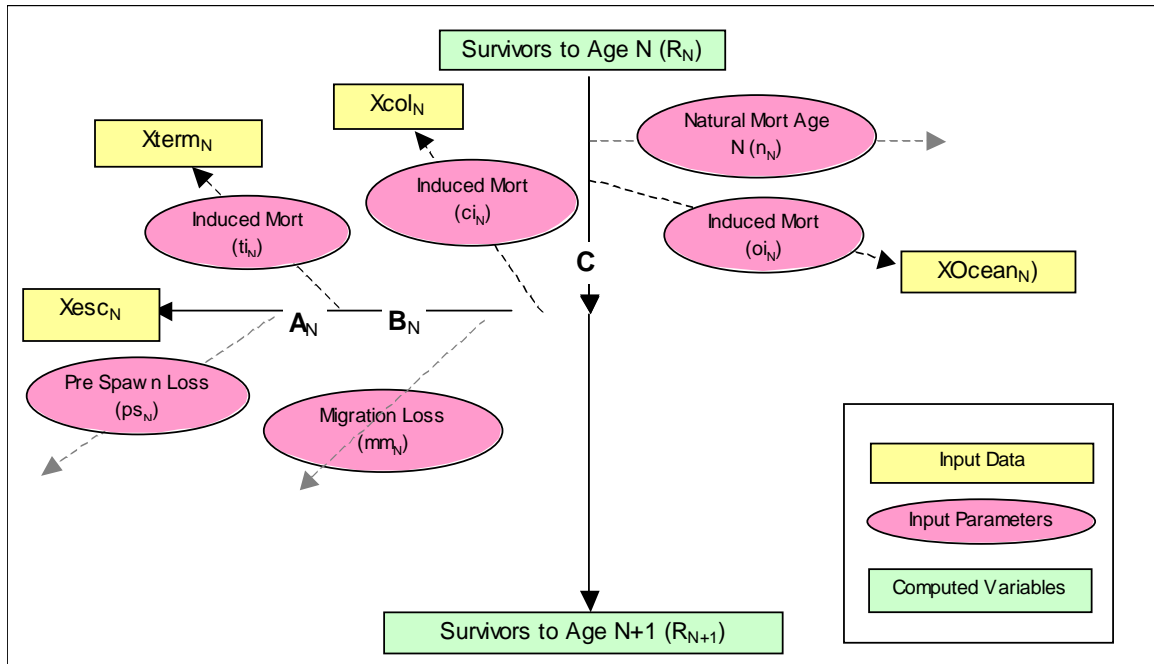 Survivors to Age N (R_N)
Xcol_N
Natural Mort Age
N (n_N)
Xterm_N
Induced Mort
(ci_N)
Induced Mort
(ti_N)
Induced Mort
(oi_N)
C
XOcean_N)
Xesc_N
A_N
B_N
Pre Spawn Loss
(ps_N)
Migration Loss
(mm_N)
Input Data
Input Parameters
Computed Variables
Survivors to Age N+1 (R_N+1)